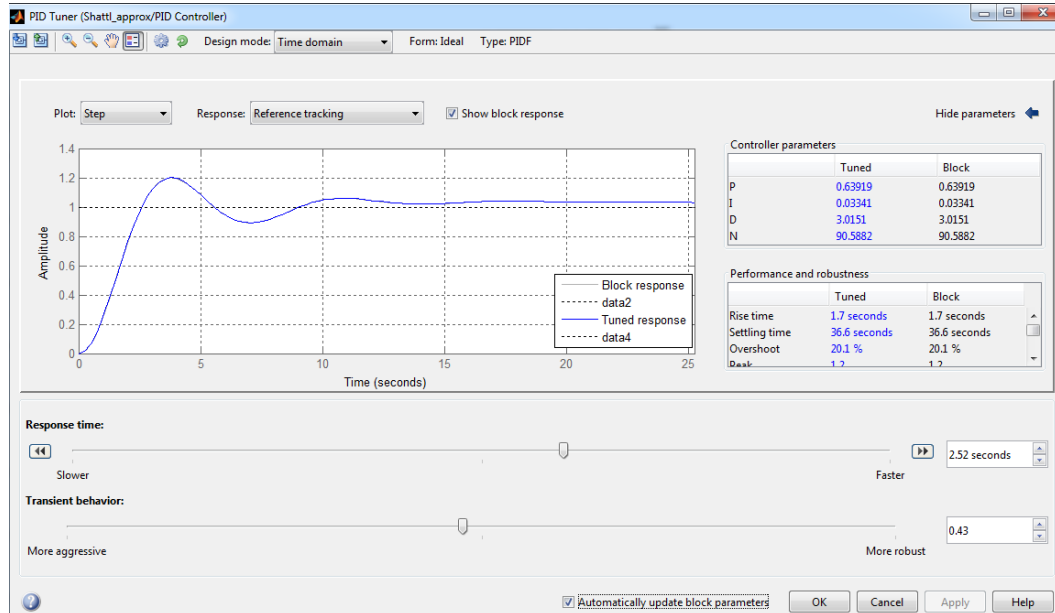 PID Tuner (Shattl_approx/PID Controller)
Design mode: Time domain Form: Ideal Type: PIDF
Plot: Step Response: Reference tracking Show block response Hide parameters
1.4
1.2
1
0.8
0.6
0.4
0.2
0
Amplitude
0 5 10 15 20 25
Time (seconds)
Block response
data2
Tuned response
data4
Controller parameters
Tuned Block
P 0.63919 0.63919
I 0.03341 0.03341
D 3.0151 3.0151
N 90.5882 90.5882
Performance and robustness
Tuned Block
Rise time 1.7 seconds 1.7 seconds
Settling time 36.6 seconds 36.6 seconds
Overshoot 20.1 % 20.1 %
Peak 1.2 1.2
Response time:
2.52 seconds
Slower Faster
Transient behavior:
0.43
More aggressive More robust
Automatically update block parameters OK Cancel Apply Help